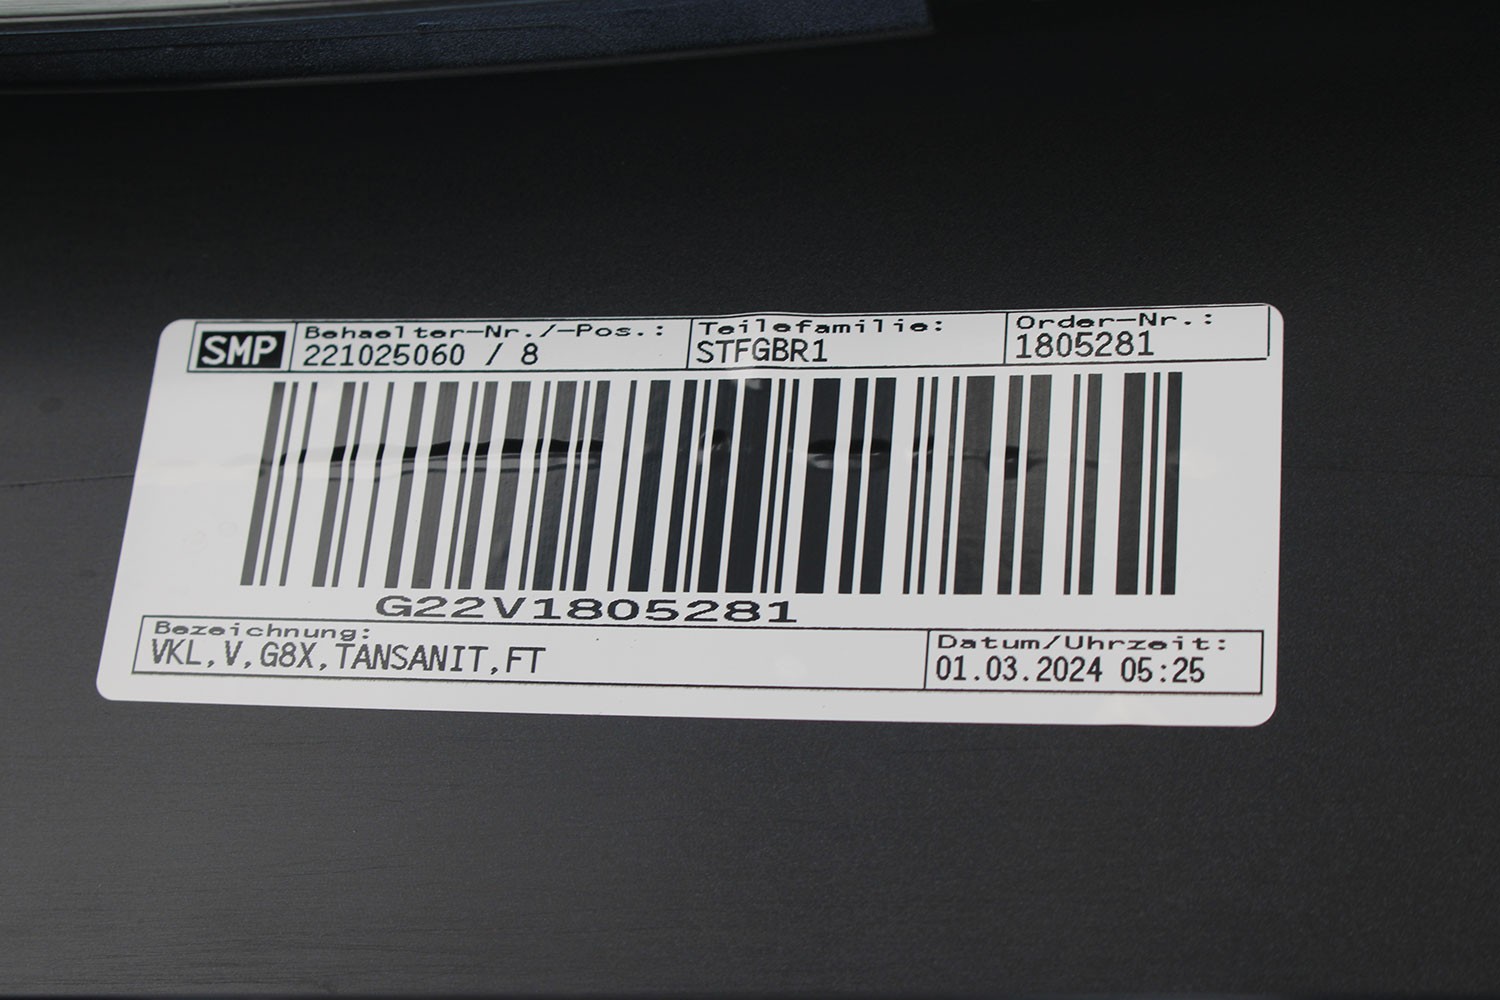 SMP
Behaelter-Nr./-Pos.:
221025060 / 8
Teilefamilie:
STFGBR1
Order-Nr.:
1805281
G22V1805281
Bezeichnung:
VKL,V,G8X,TANSANIT,FT
Datum/Uhrzeit:
01.03.2024 05:25